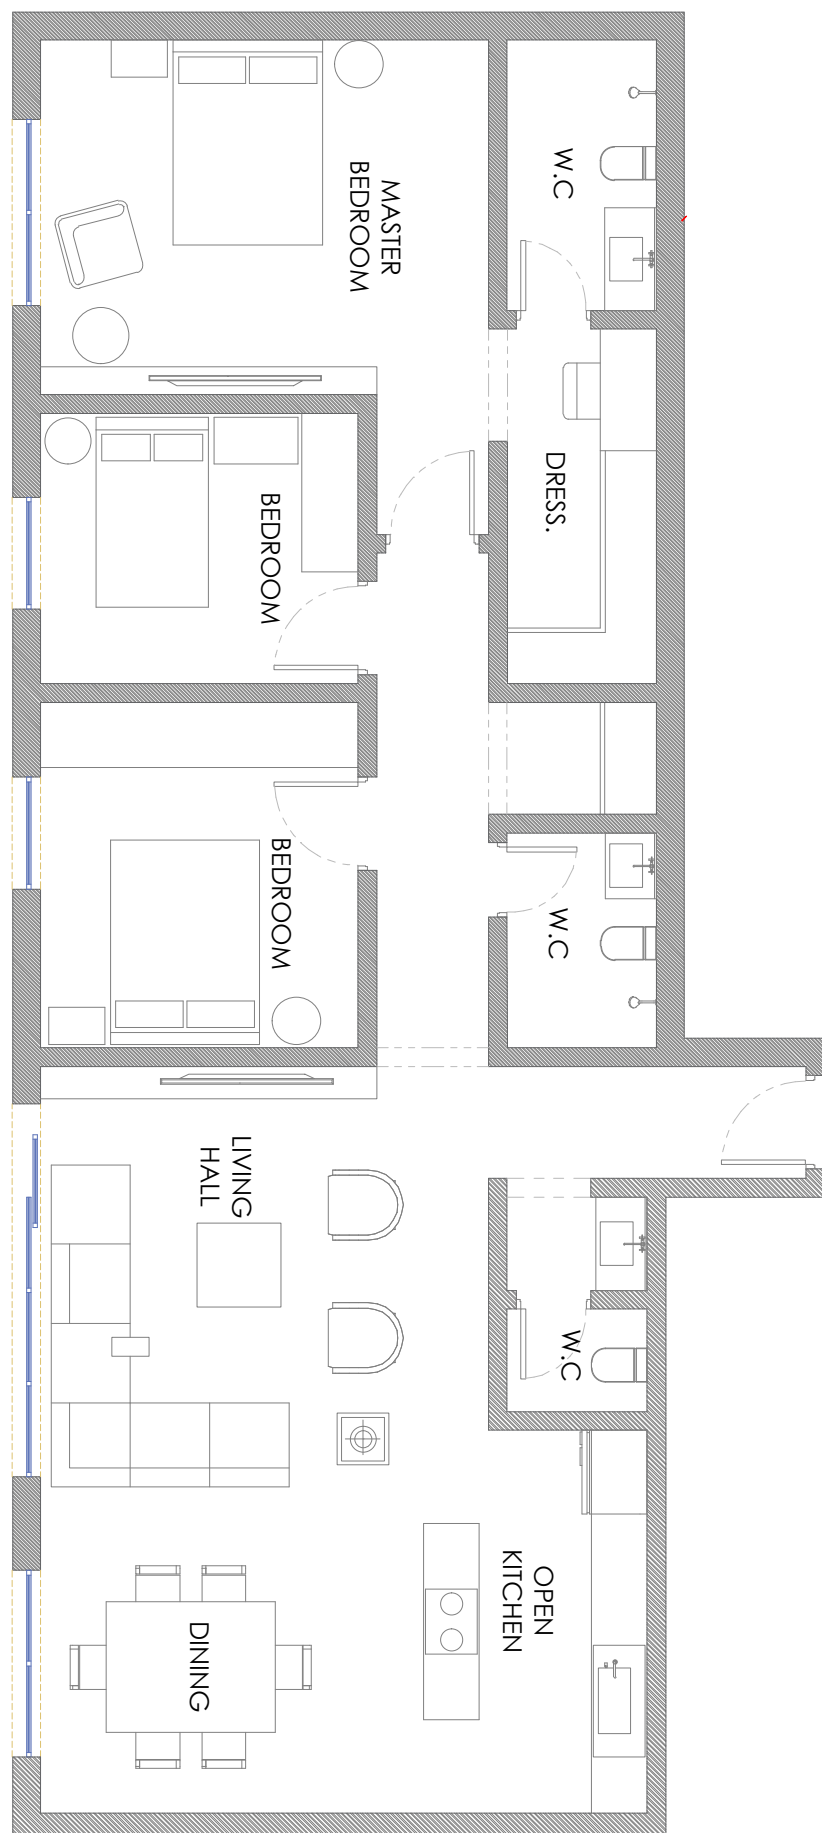 MASTER
BEDROOM
W.C
DRESS.
BEDROOM
BEDROOM
W.C
LIVING
HALL
W.C
OPEN
KITCHEN
DINING